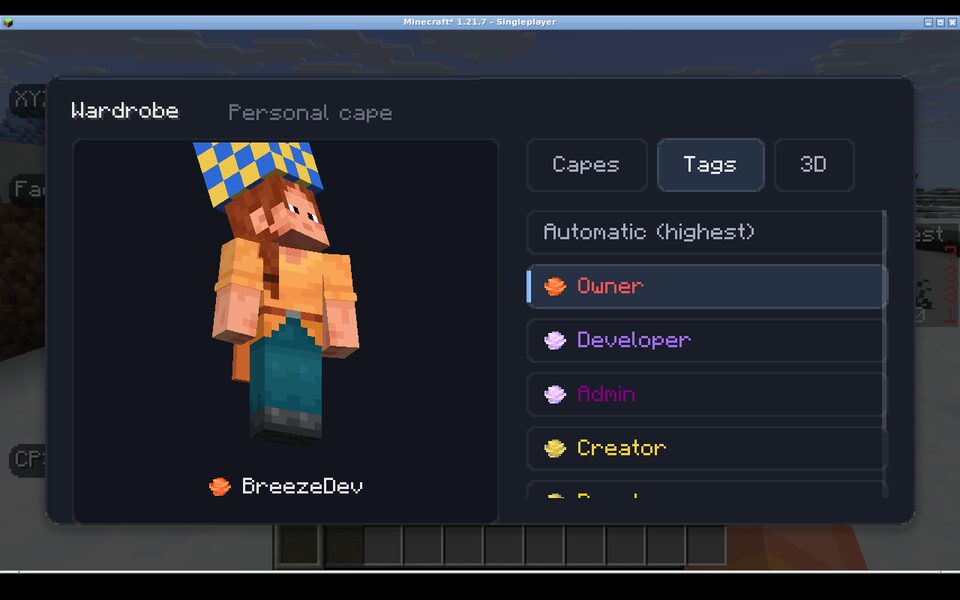 Minecraft* 1.21.7 - Singleplayer
Wardrobe
Personal cape
Capes
Tags
3D
Automatic (highest)
Owner
Developer
Admin
Creator
BreezeDev